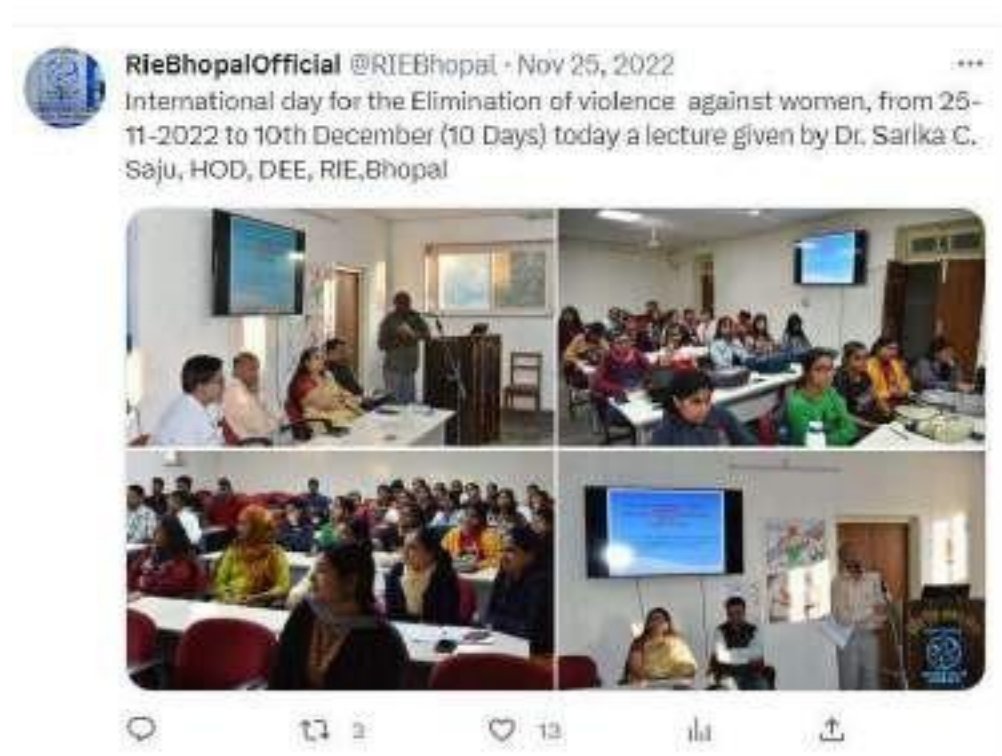 RieBhopalOfficial @RIEBhopal · Nov 25, 2022
International day for the Elimination of violence against women, from 25-
11-2022 to 10th December (10 Days) today a lecture given by Dr. Sarika C.
Saju, HOD, DEE, RIE,Bhopal
13